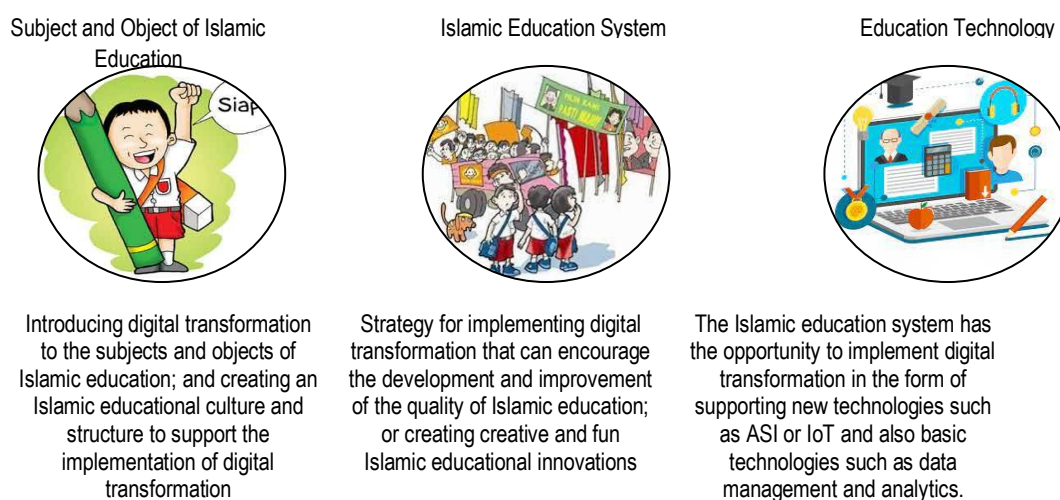 Subject and Object of Islamic
Education
Siap
Introducing digital transformation
to the subjects and objects of
Islamic education; and creating an
Islamic educational culture and
structure to support the
implementation of digital
transformation
Islamic Education System
Strategy for implementing digital
transformation that can encourage
the development and improvement
of the quality of Islamic education;
or creating creative and fun
Islamic educational innovations
Education Technology
The Islamic education system has
the opportunity to implement digital
transformation in the form of
supporting new technologies such
as ASI or IoT and also basic
technologies such as data
management and analytics.